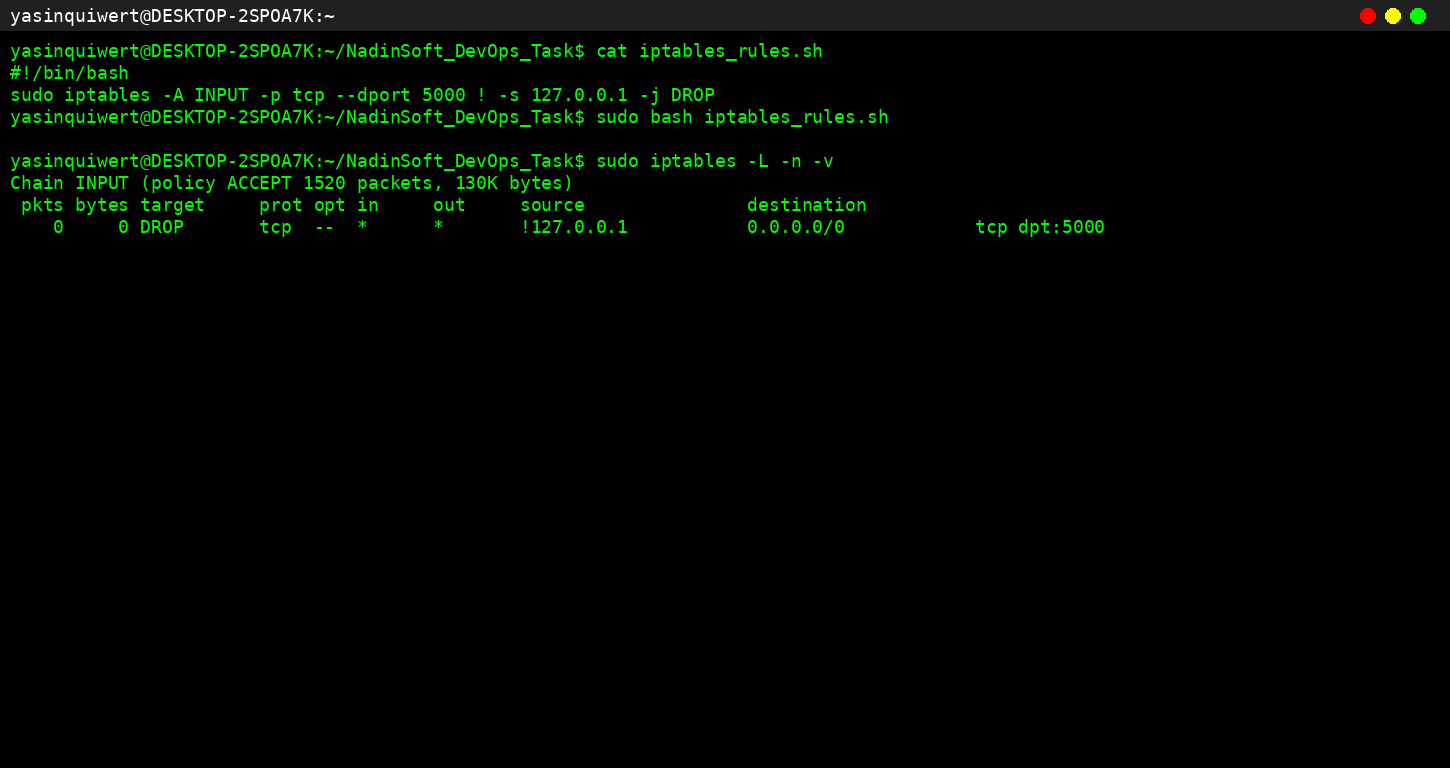 yasinquiwert@DESKTOP-2SPOA7K:~
yasinquiwert@DESKTOP-2SPOA7K:~/NadinSoft_DevOps_Task$ cat iptables_rules.sh
#!/bin/bash
sudo iptables -A INPUT -p tcp --dport 5000 ! -s 127.0.0.1 -j DROP
yasinquiwert@DESKTOP-2SPOA7K:~/NadinSoft_DevOps_Task$ sudo bash iptables_rules.sh
yasinquiwert@DESKTOP-2SPOA7K:~/NadinSoft_DevOps_Task$ sudo iptables -L -n -v
Chain INPUT (policy ACCEPT 1520 packets, 130K bytes)
 pkts bytes target     prot opt in     out     source               destination
    0     0 DROP       tcp  --  *      *       !127.0.0.1           0.0.0.0/0            tcp dpt:5000